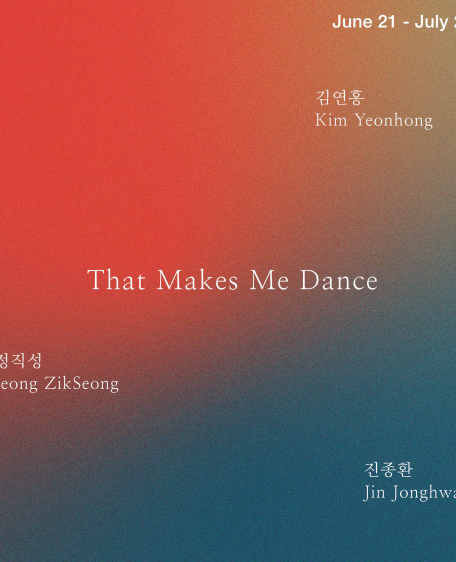 June 21 - July
김연홍
Kim Yeonhong
That Makes Me Dance
정직성
eong ZikSeong
진종환
Jin Jonghwa